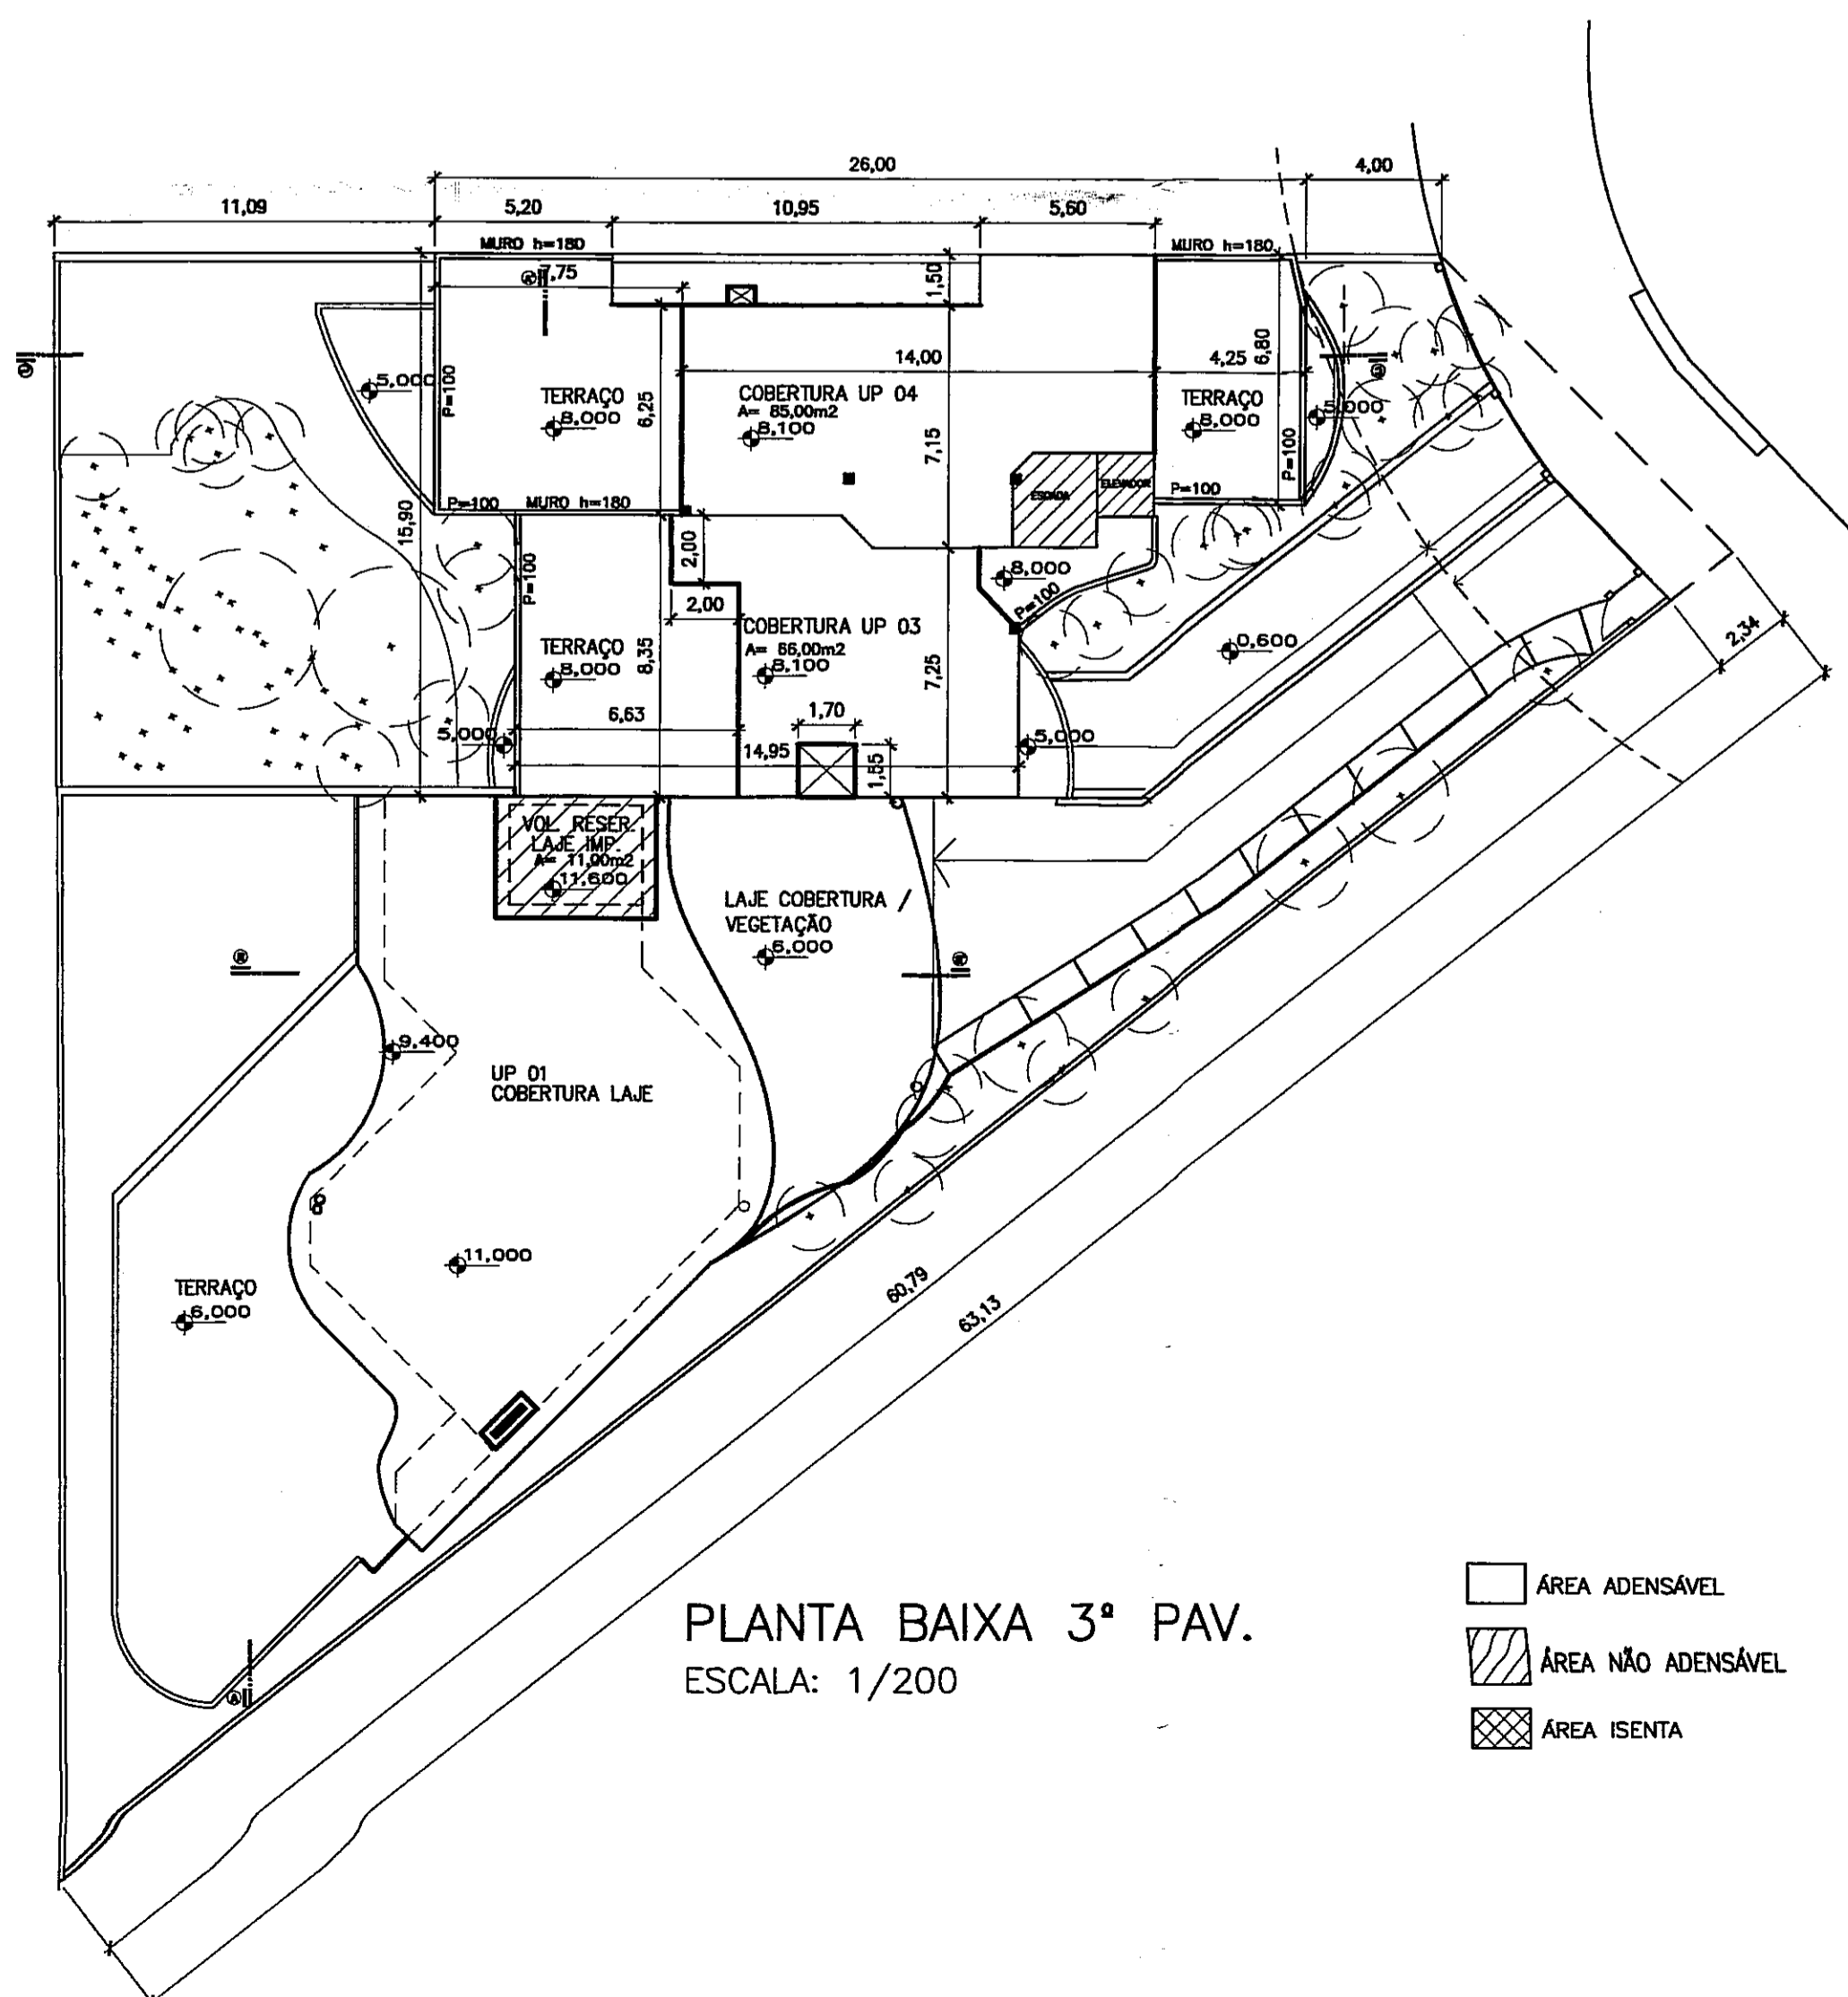 26,00
4,00
11,09
5,20
10,95
5,60
MURO h=180
MURO h=180
7,75
1,50
14,00
4,25
6,80
5,000
P=100
TERRAÇO
8,000
6,25
COBERTURA UP 04
A= 85,00m2
8,100
7,15
TERRAÇO
8,000
5,000
P=100
P=100
ESCADA
ELEVADOR
P=100
MURO h=180
15,90
P=100
2,00
2,00
8,000
P=100
COBERTURA UP 03
A= 66,00m2
8,100
TERRAÇO
8,000
8,35
7,25
0,600
2,34
6,63
1,70
14,95
1,55
5,000
5,000
VOL. RESER.
LAJE IMP.
A= 11,00m2
11,600
LAJE COBERTURA /
VEGETAÇÃO
6,000
9,400
UP 01
COBERTURA LAJE
11,000
TERRAÇO
6,000
60,79
63,13
PLANTA BAIXA 3ª PAV.
ESCALA: 1/200
ÁREA ADENSÁVEL
ÁREA NÃO ADENSÁVEL
ÁREA ISENTA